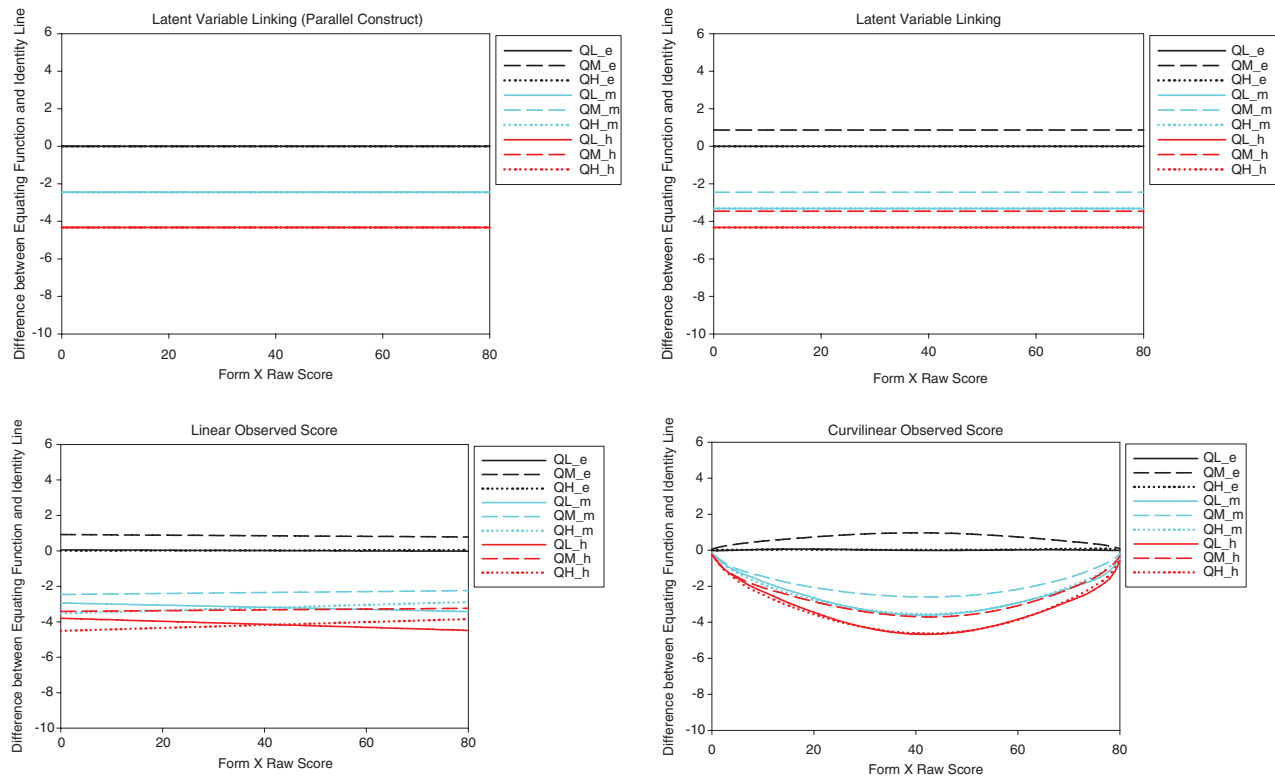 Latent Variable Linking (Parallel Construct)
Difference between Equating Function and Identity Line
6
4
2
0
-2
-4
-6
-8
-10
0 20 40 60 80
Form X Raw Score
QL_e
QM_e
QH_e
QL_m
QM_m
QH_m
QL_h
QM_h
QH_h
Latent Variable Linking
Difference between Equating Function and Identity Line
6
4
2
0
-2
-4
-6
-8
-10
0 20 40 60 80
Form X Raw Score
QL_e
QM_e
QH_e
QL_m
QM_m
QH_m
QL_h
QM_h
QH_h
Linear Observed Score
Difference between Equating Function and Identity Line
6
4
2
0
-2
-4
-6
-8
-10
0 20 40 60 80
Form X Raw Score
QL_e
QM_e
QH_e
QL_m
QM_m
QH_m
QL_h
QM_h
QH_h
Curvilinear Observed Score
Difference between Equating Function and Identity Line
6
4
2
0
-2
-4
-6
-8
-10
0 20 40 60 80
Form X Raw Score
QL_e
QM_e
QH_e
QL_m
QM_m
QH_m
QL_h
QM_h
QH_h